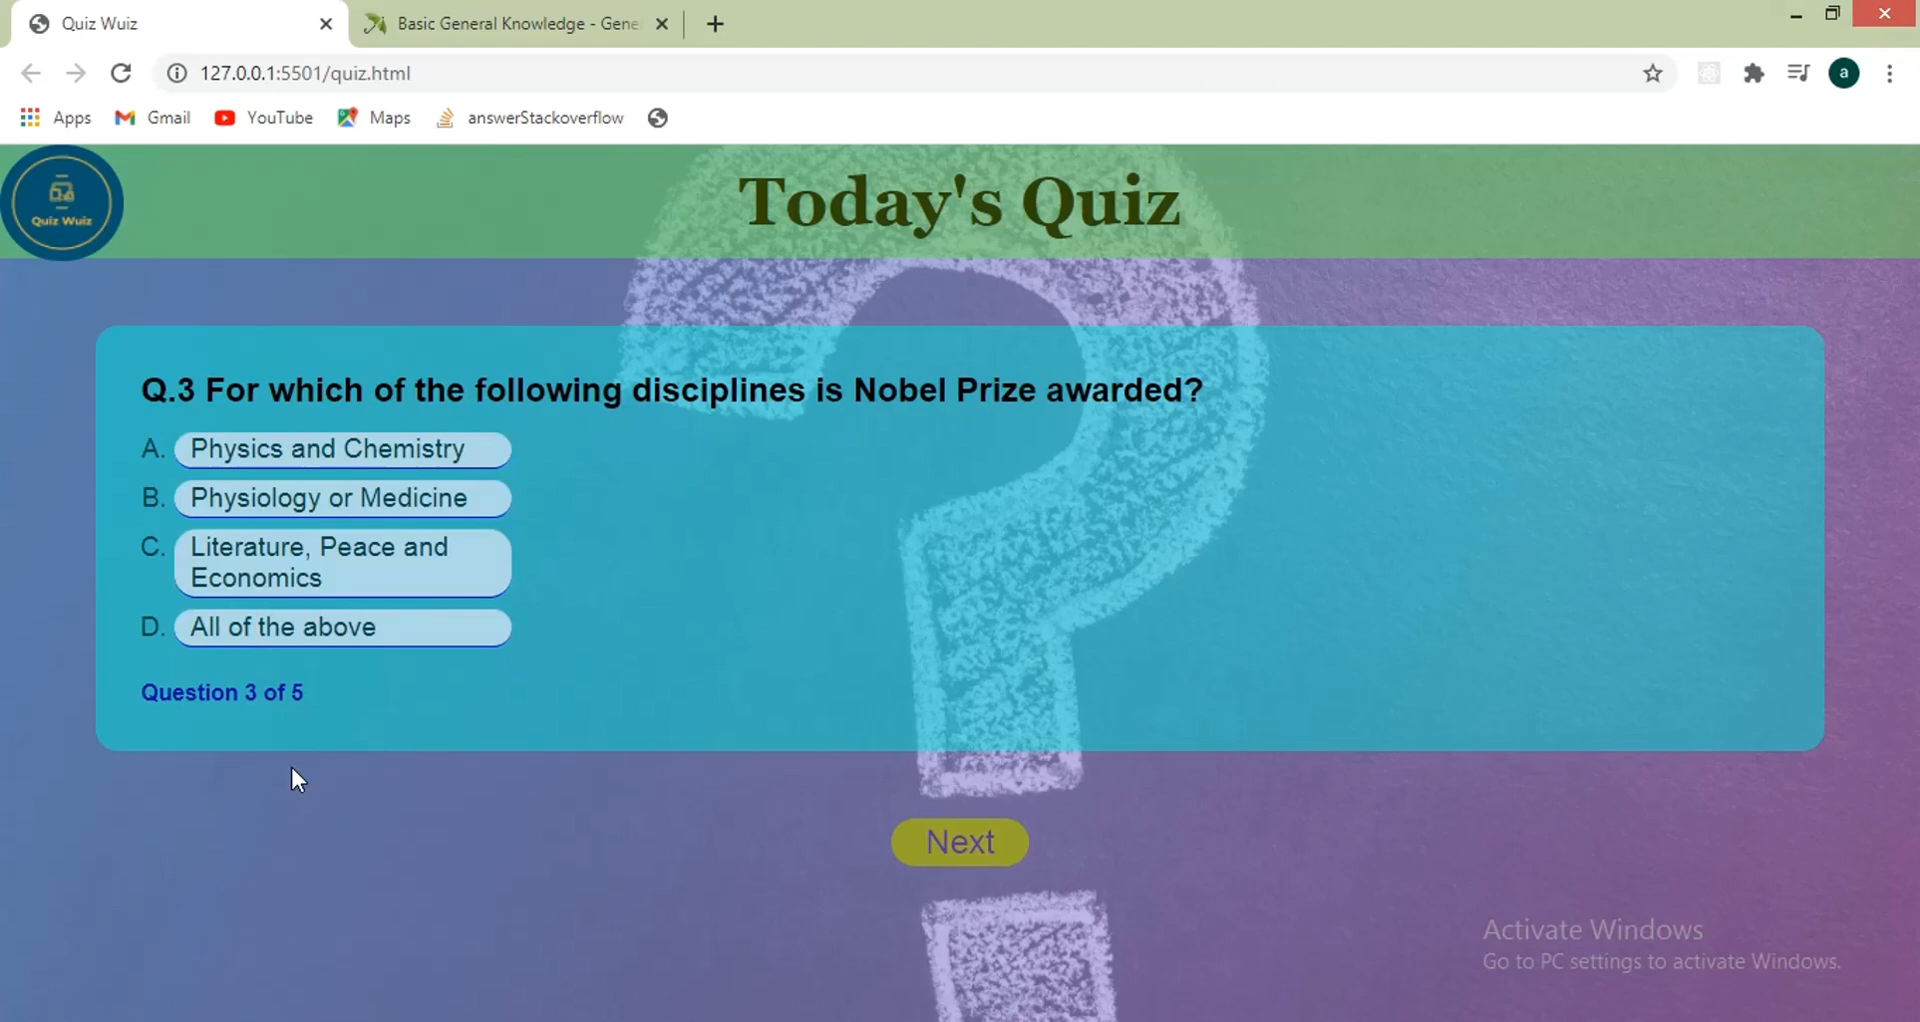 Quiz Wuiz
Basic General Knowledge - Gene
127.0.0.1:5501/quiz.html
a
Apps
Gmail
YouTube
Maps
answerStackoverflow
Quiz Wuiz
Today's Quiz
Q.3 For which of the following disciplines is Nobel Prize awarded?
A. Physics and Chemistry
B. Physiology or Medicine
C. Literature, Peace and
Economics
D. All of the above
Question 3 of 5
Next
Activate Windows
Go to PC settings to activate Windows.